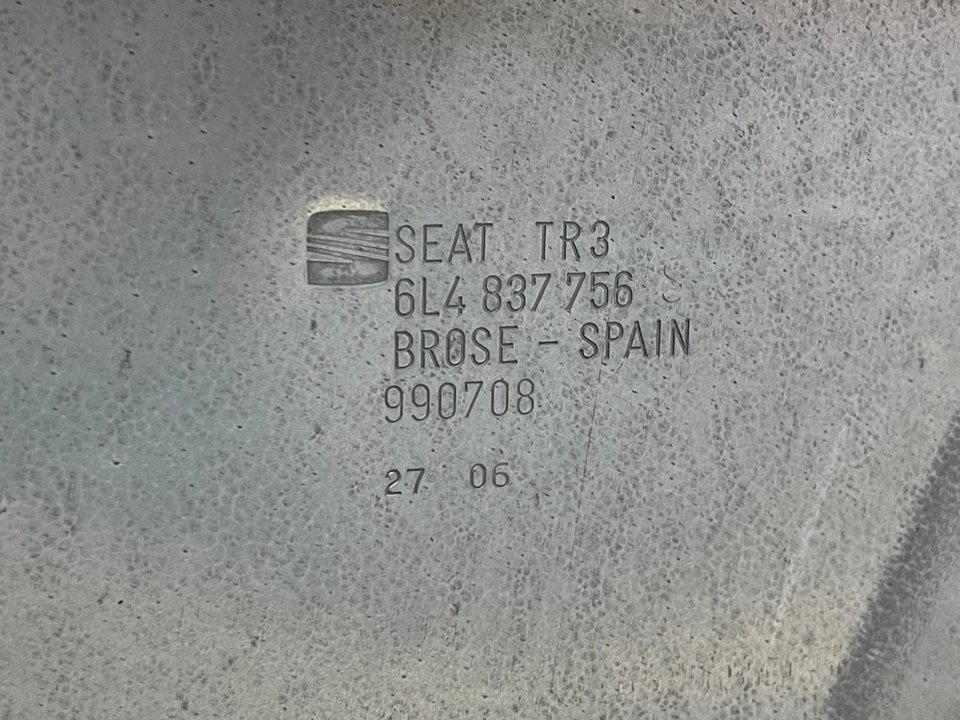 SEAT TR3
6L4 837 756
BROSE - SPAIN
990708
27 06